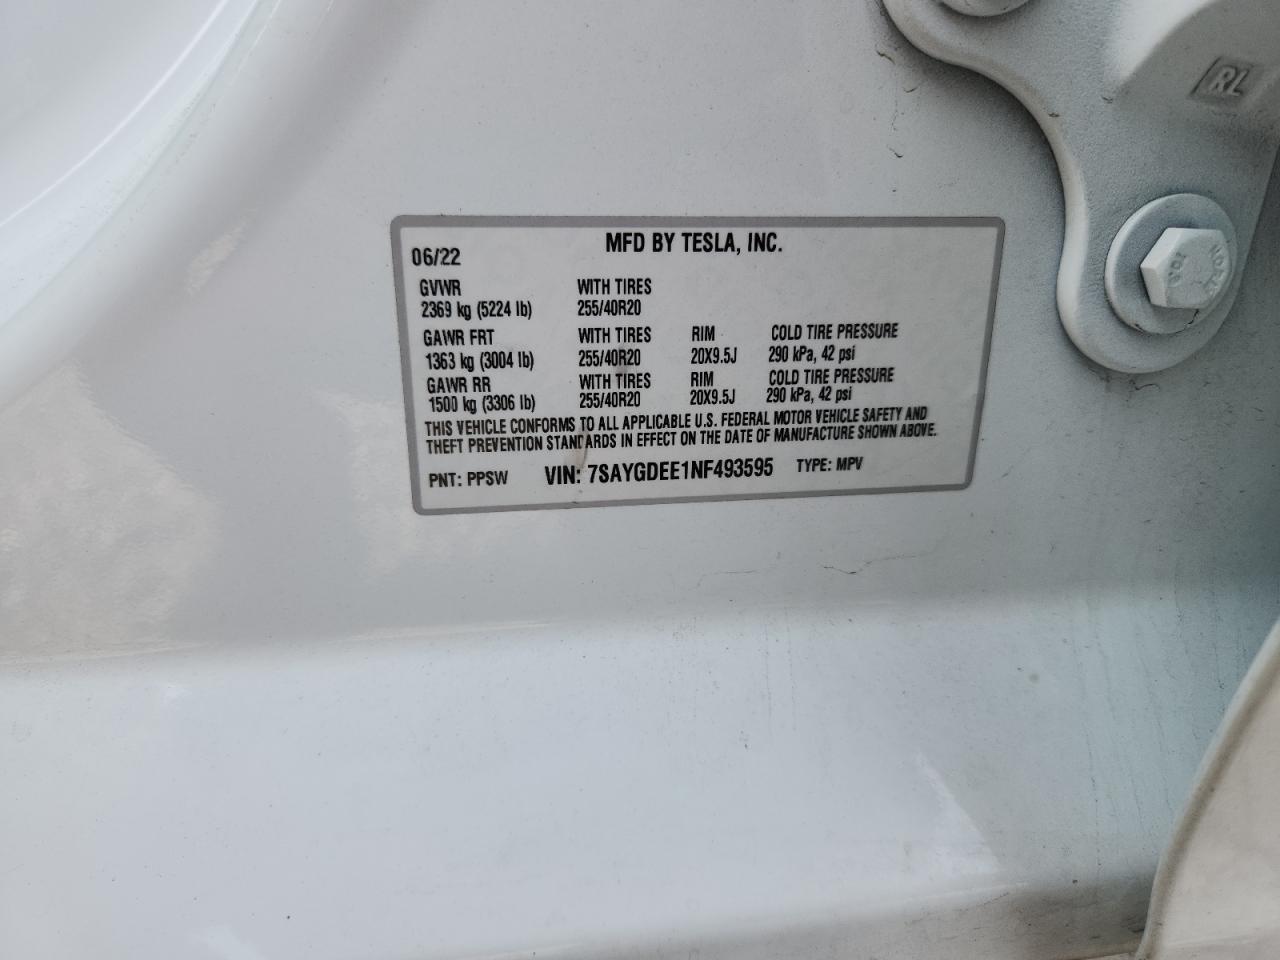 RL
MFD BY TESLA, INC.
06/22
GVWR WITH TIRES
2369 kg (5224 lb) 255/40R20
GAWR FRT WITH TIRES RIM COLD TIRE PRESSURE
1363 kg (3004 lb) 255/40R20 20X9.5J 290 kPa, 42 psi
GAWR RR WITH TIRES RIM COLD TIRE PRESSURE
1500 kg (3306 lb) 255/40R20 20X9.5J 290 kPa, 42 psi
THIS VEHICLE CONFORMS TO ALL APPLICABLE U.S. FEDERAL MOTOR VEHICLE SAFETY AND
THEFT PREVENTION STANDARDS IN EFFECT ON THE DATE OF MANUFACTURE SHOWN ABOVE.
PNT: PPSW VIN: 7SAYGDEE1NF493595 TYPE: MPV